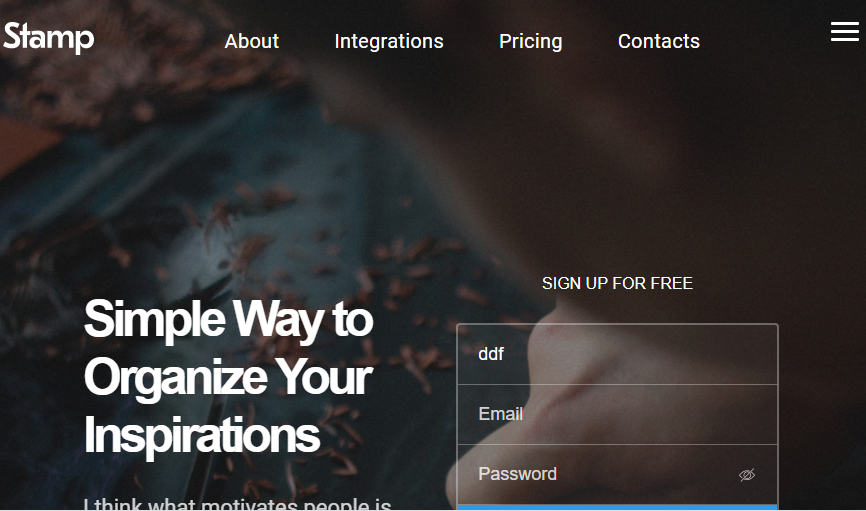 Stamp
About Integrations Pricing Contacts
SIGN UP FOR FREE
Simple Way to
Organize Your
Inspirations
ddf
Email
Password
I think what motivates people is